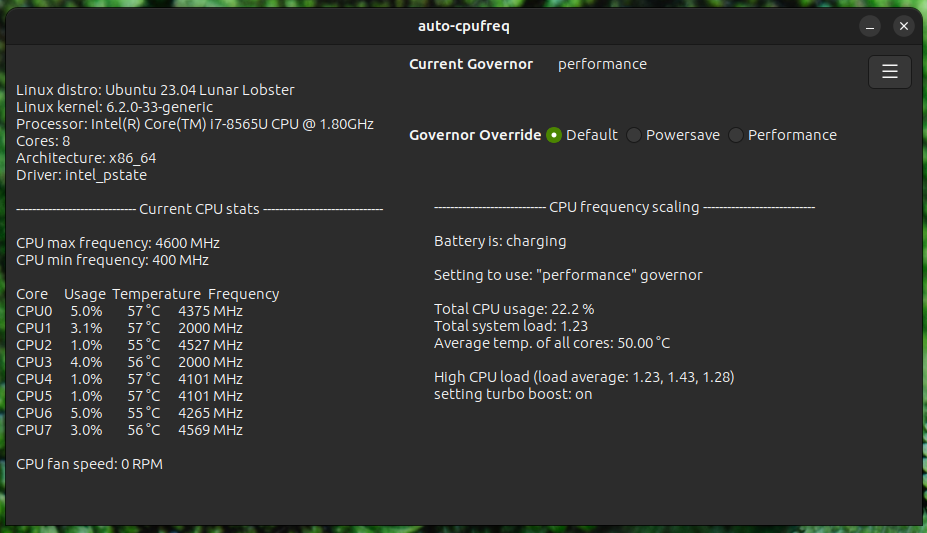 auto-cpufreq
Current Governor performance
Linux distro: Ubuntu 23.04 Lunar Lobster
Linux kernel: 6.2.0-33-generic
Processor: Intel(R) Core(TM) i7-8565U CPU @ 1.80GHz
Cores: 8
Architecture: x86_64
Driver: intel_pstate
Governor Override Default Powersave Performance
------------------------------ Current CPU stats ------------------------------
CPU max frequency: 4600 MHz
CPU min frequency: 400 MHz
Core Usage Temperature Frequency
CPU0 5.0% 57 °C 4375 MHz
CPU1 3.1% 57 °C 2000 MHz
CPU2 1.0% 55 °C 4527 MHz
CPU3 4.0% 56 °C 2000 MHz
CPU4 1.0% 57 °C 4101 MHz
CPU5 1.0% 57 °C 4101 MHz
CPU6 5.0% 55 °C 4265 MHz
CPU7 3.0% 56 °C 4569 MHz
CPU fan speed: 0 RPM
---------------------------- CPU frequency scaling ----------------------------
Battery is: charging
Setting to use: "performance" governor
Total CPU usage: 22.2 %
Total system load: 1.23
Average temp. of all cores: 50.00 °C
High CPU load (load average: 1.23, 1.43, 1.28)
setting turbo boost: on